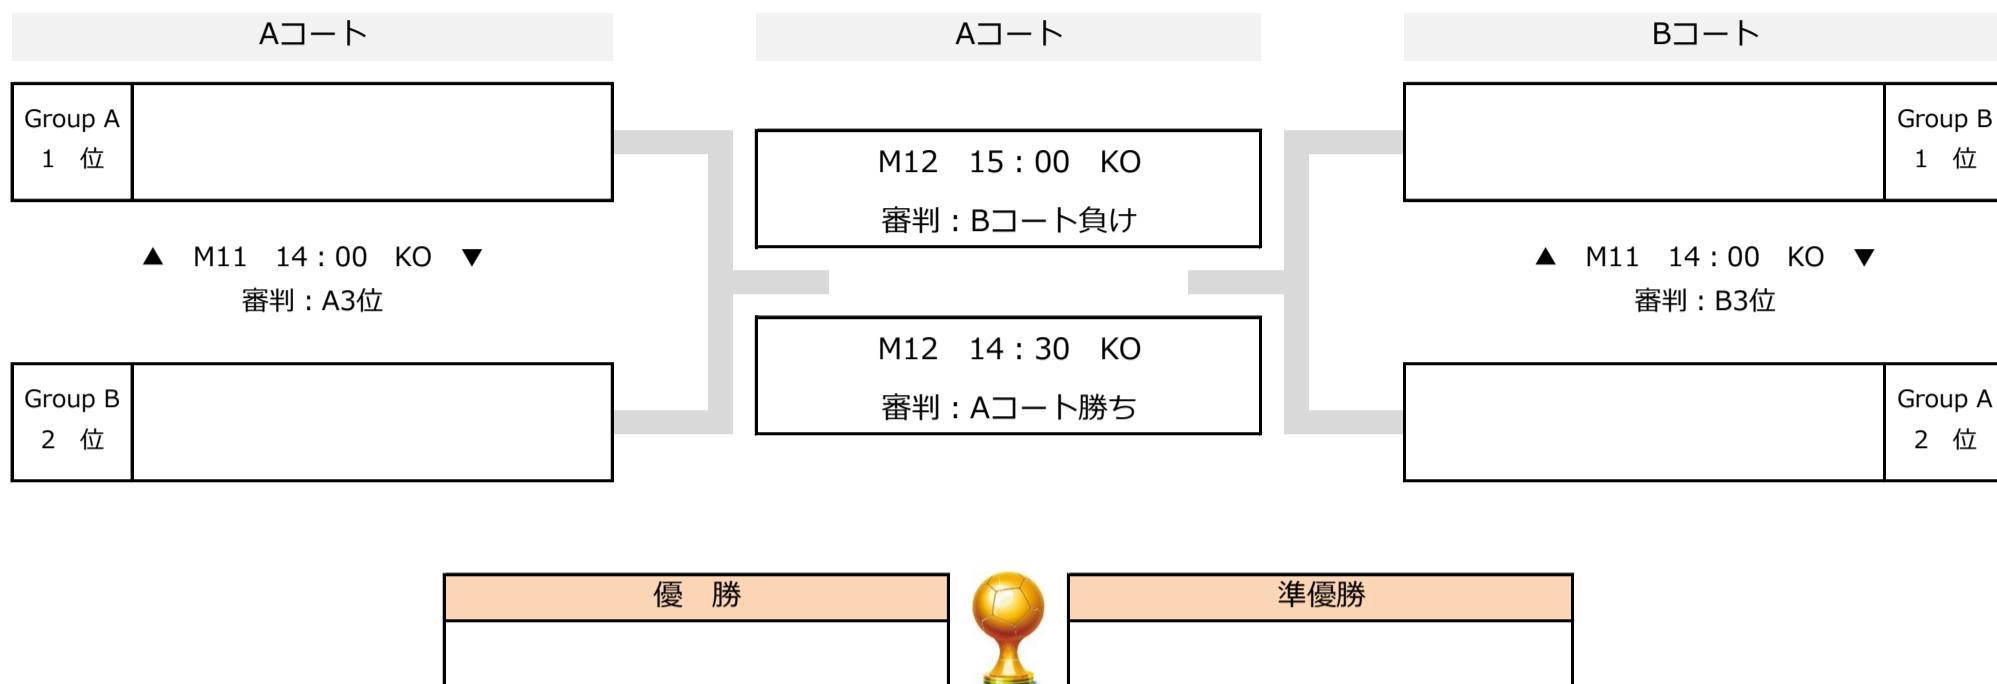 Aコート
Aコート
Bコート
Group A
1 位
M12 15：00 KO
審判：Bコート負け
Group B
1 位
▲ M11 14：00 KO ▼
審判：A3位
▲ M11 14：00 KO ▼
審判：B3位
M12 14：30 KO
審判：Aコート勝ち
Group B
2 位
Group A
2 位
優 勝
準優勝